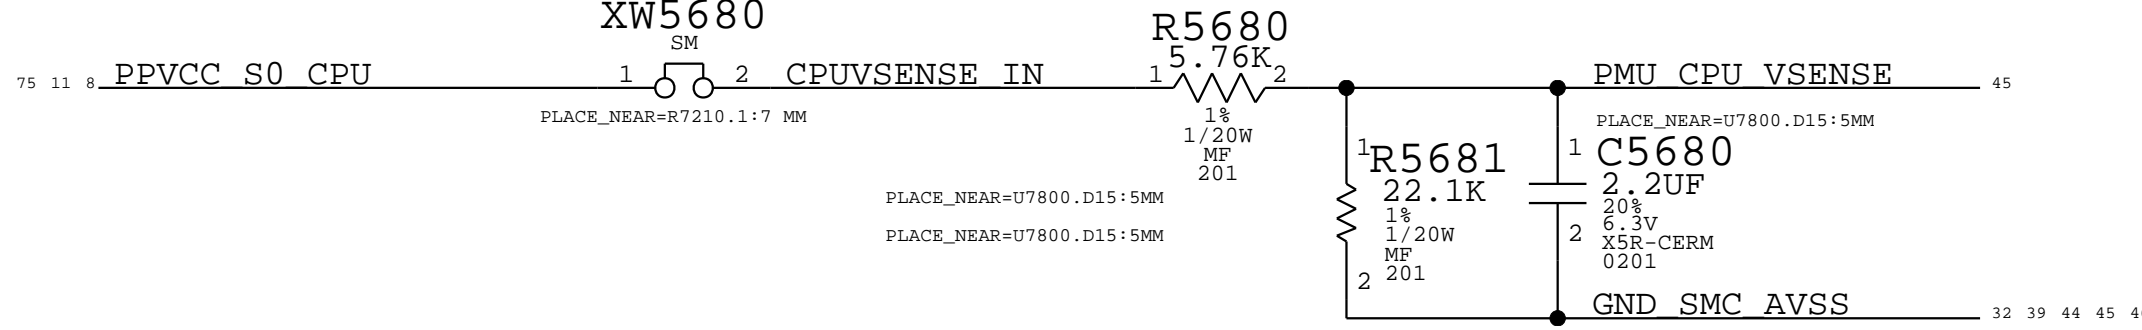 XW5680
SM
75 11 8 PPVCC_S0_CPU
1 2
CPUVSENSE_IN
PLACE_NEAR=R7210.1:7 MM
R5680
5.76K
1 2
1%
1/20W
MF
201
PMU_CPU_VSENSE 45
PLACE_NEAR=U7800.D15:5MM
PLACE_NEAR=U7800.D15:5MM
PLACE_NEAR=U7800.D15:5MM
1
R5681
22.1K
1%
1/20W
MF
201
2
1
C5680
2.2UF
20%
6.3V
X5R-CERM
0201
2
GND_SMC_AVSS 32 39 44 45